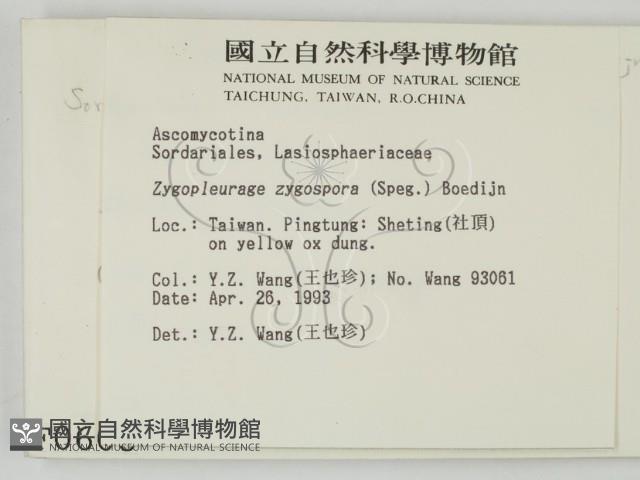 國立自然科學博物館
NATIONAL MUSEUM OF NATURAL SCIENCE
TAICHUNG, TAIWAN, R.O.CHINA
Ascomycotina
Sordariales, Lasiosphaeriaceae
Zygopleurage zygospora (Speg.) Boedijn
Loc.: Taiwan. Pingtung: Sheting(社頂)
on yellow ox dung.
Col.: Y.Z. Wang(王也珍); No. Wang 93061
Date: Apr. 26, 1993
Det.: Y.Z. Wang(王也珍)
國立自然科學博物館
NATIONAL MUSEUM OF NATURAL SCIENCE